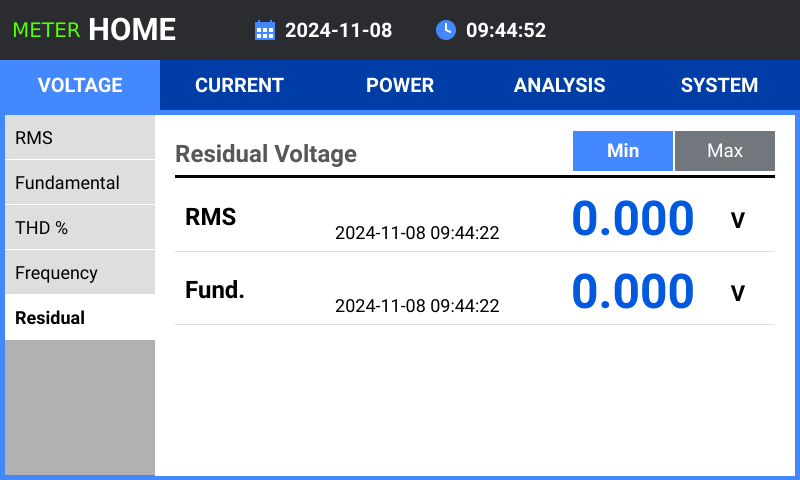 METER HOME 2024-11-08 09:44:52
VOLTAGE CURRENT POWER ANALYSIS SYSTEM
RMS
Fundamental
THD %
Frequency
Residual
Residual Voltage Min Max
RMS 2024-11-08 09:44:22 0.000 V
Fund. 2024-11-08 09:44:22 0.000 V